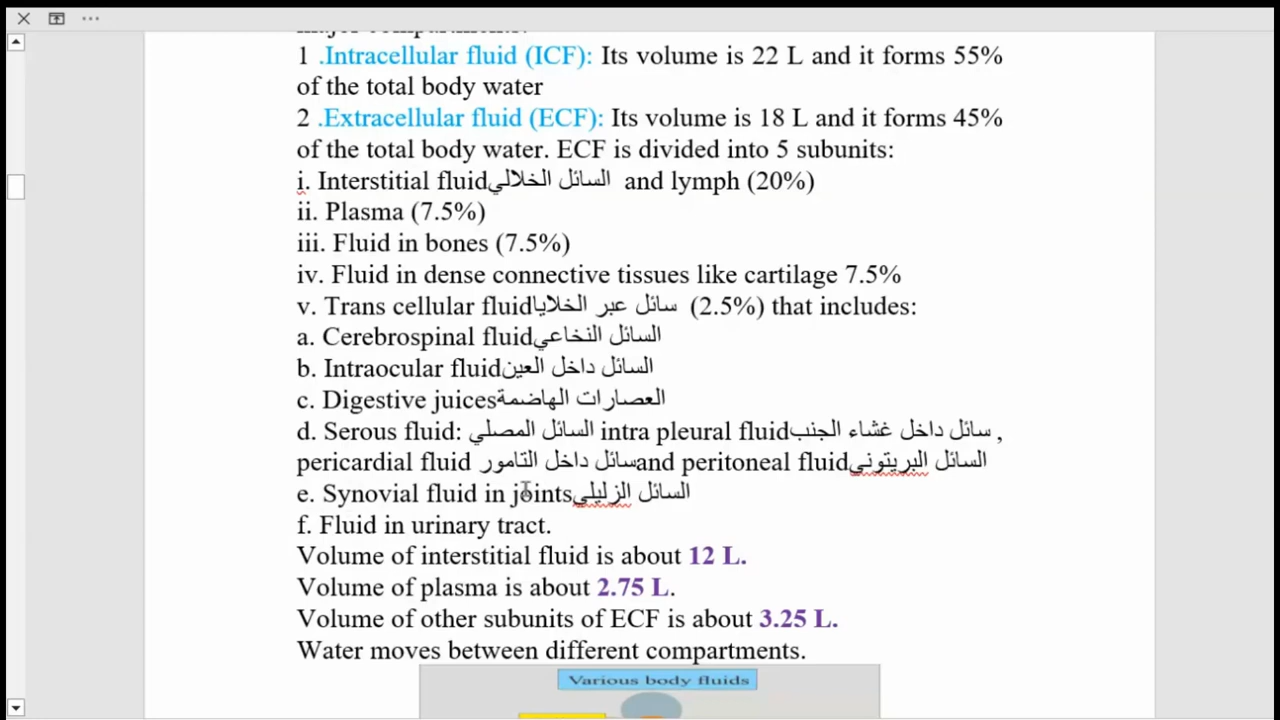 major compartments:
1 .Intracellular fluid (ICF): Its volume is 22 L and it forms 55%
of the total body water
2 .Extracellular fluid (ECF): Its volume is 18 L and it forms 45%
of the total body water. ECF is divided into 5 subunits:
i. Interstitial fluidالسائل الخلالي and lymph (20%)
ii. Plasma (7.5%)
iii. Fluid in bones (7.5%)
iv. Fluid in dense connective tissues like cartilage 7.5%
v. Trans cellular fluidسائل عبر الخلايا (2.5%) that includes:
a. Cerebrospinal fluidالسائل النخاعي
b. Intraocular fluidالسائل داخل العين
c. Digestive juicesالعصارات الهاضمة
d. Serous fluid: السائل المصلي intra pleural fluidسائل داخل غشاء الجنب ,
pericardial fluid سائل داخل التامورand peritoneal fluidالسائل البريتوني
e. Synovial fluid in jointsالسائل الزليلي
f. Fluid in urinary tract.
Volume of interstitial fluid is about 12 L.
Volume of plasma is about 2.75 L.
Volume of other subunits of ECF is about 3.25 L.
Water moves between different compartments.
Various body fluids